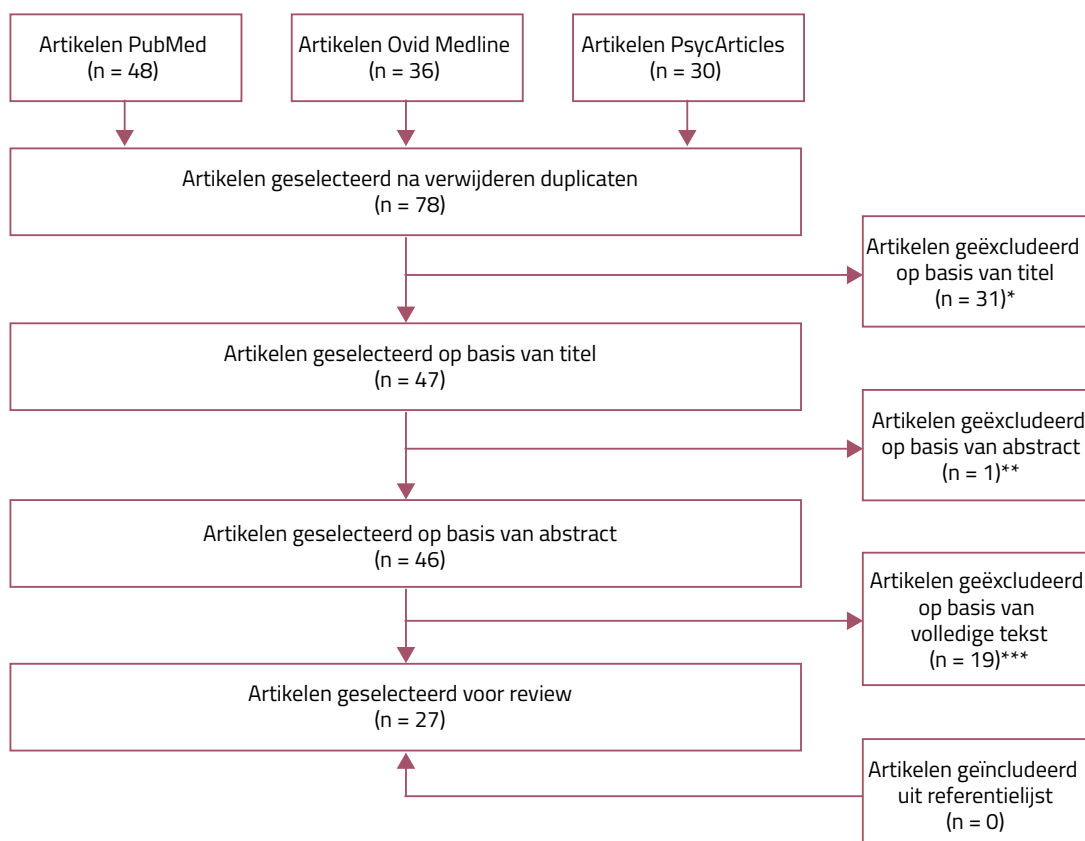 Artikelen PubMed
(n = 48)
Artikelen Ovid Medline
(n = 36)
Artikelen PsycArticles
(n = 30)
Artikelen geselecteerd na verwijderen duplicaten
(n = 78)
Artikelen geëxcludeerd
op basis van titel
(n = 31)*
Artikelen geselecteerd op basis van titel
(n = 47)
Artikelen geëxcludeerd
op basis van abstract
(n = 1)**
Artikelen geselecteerd op basis van abstract
(n = 46)
Artikelen geëxcludeerd
op basis van
volledige tekst
(n = 19)***
Artikelen geselecteerd voor review
(n = 27)
Artikelen geïncludeerd
uit referentielijst
(n = 0)